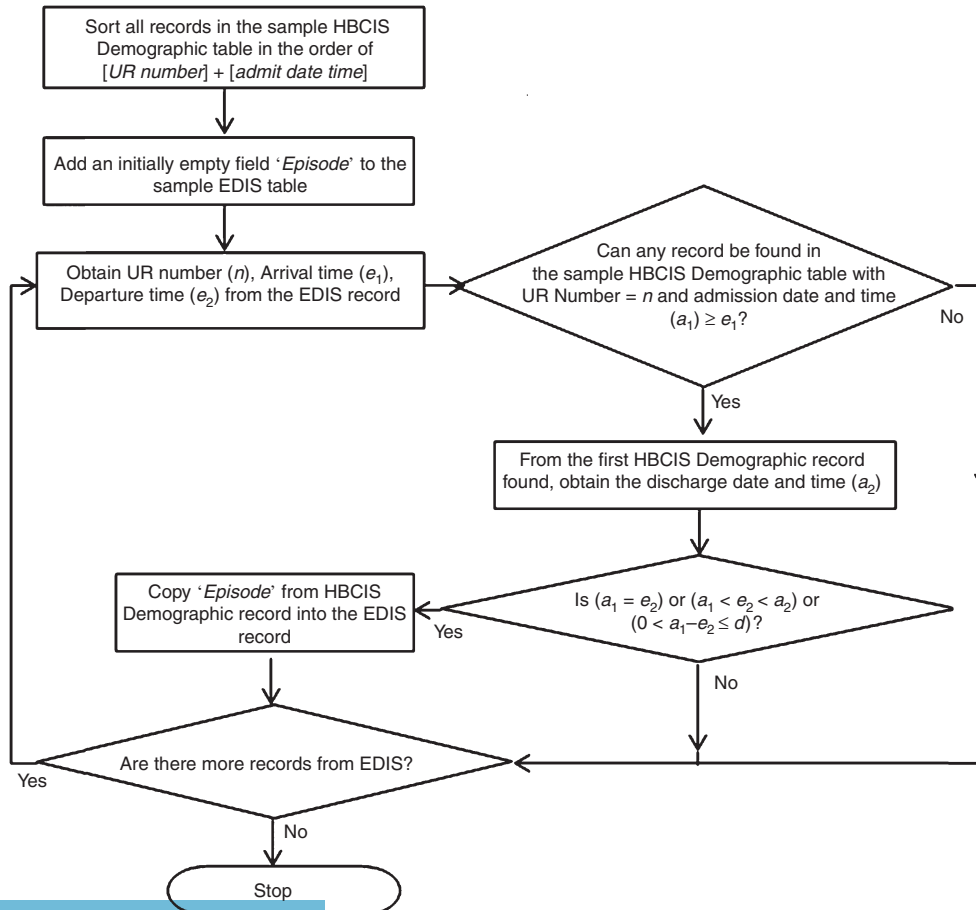 Sort all records in the sample HBCIS
Demographic table in the order of
[UR number] + [admit date time]
Add an initially empty field ‘Episode’ to the
sample EDIS table
Obtain UR number (n), Arrival time (e₁),
Departure time (e₂) from the EDIS record
Can any record be found in
the sample HBCIS Demographic table with
UR Number = n and admission date and time
(a₁) ≥ e₁?
No
Yes
From the first HBCIS Demographic record
found, obtain the discharge date and time (a₂)
Is (a₁ = e₂) or (a₁ < e₂ < a₂) or
(0 < a₁–e₂ ≤ d)?
Yes
No
Copy ‘Episode’ from HBCIS
Demographic record into the EDIS
record
Are there more records from EDIS?
Yes
No
Stop